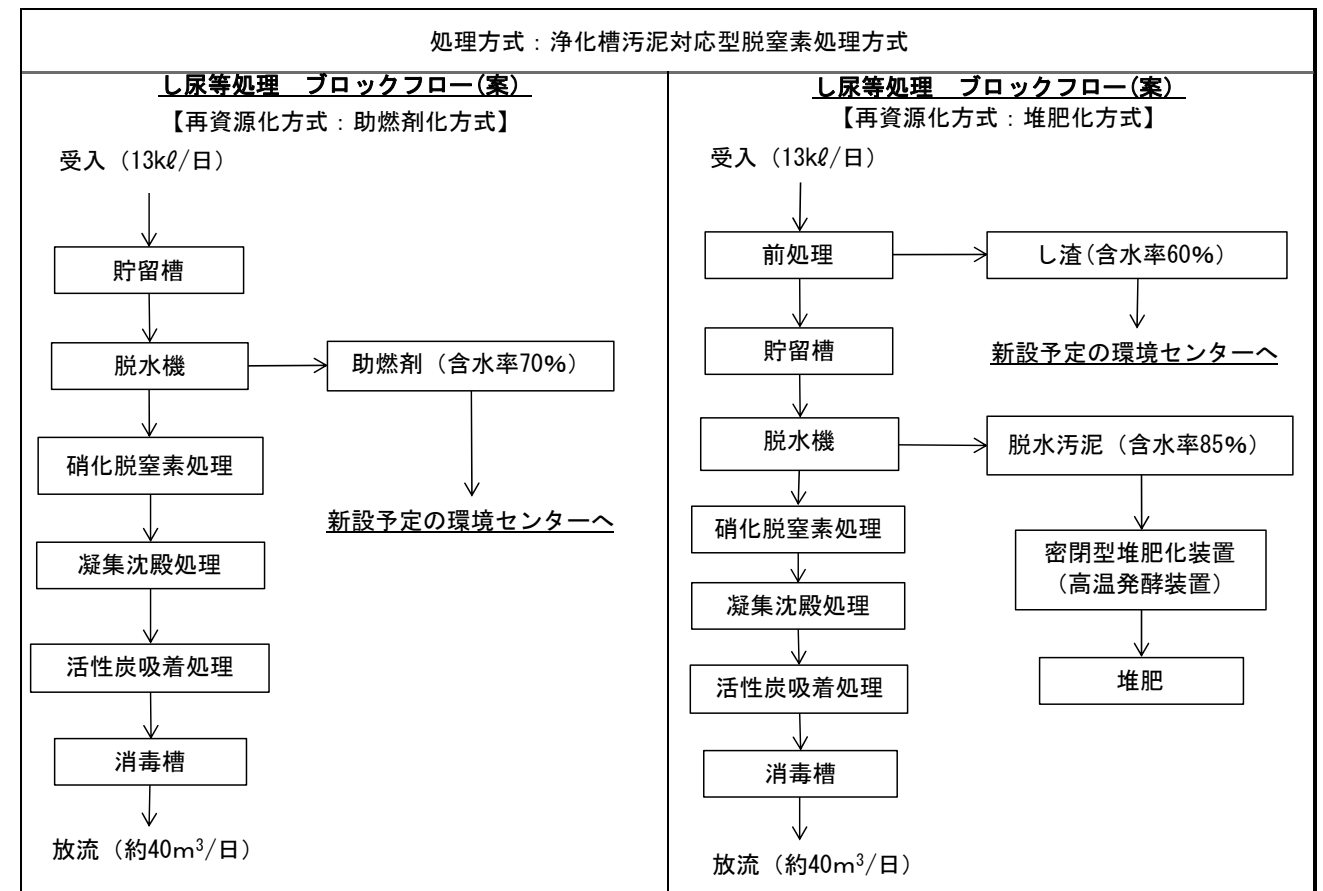 処理方式：浄化槽汚泥対応型脱窒素処理方式
し尿等処理　ブロックフロー(案)
【再資源化方式：助燃剤化方式】
受入（13kℓ/日）
貯留槽
脱水機
助燃剤（含水率70%）
硝化脱窒素処理
新設予定の環境センターへ
凝集沈殿処理
活性炭吸着処理
消毒槽
放流（約40ｍ³/日）
し尿等処理　ブロックフロー(案)
【再資源化方式：堆肥化方式】
受入（13kℓ/日）
前処理
し渣(含水率60%)
貯留槽
新設予定の環境センターへ
脱水機
脱水汚泥（含水率85%）
硝化脱窒素処理
密閉型堆肥化装置
（高温発酵装置）
凝集沈殿処理
活性炭吸着処理
堆肥
消毒槽
放流（約40ｍ³/日）